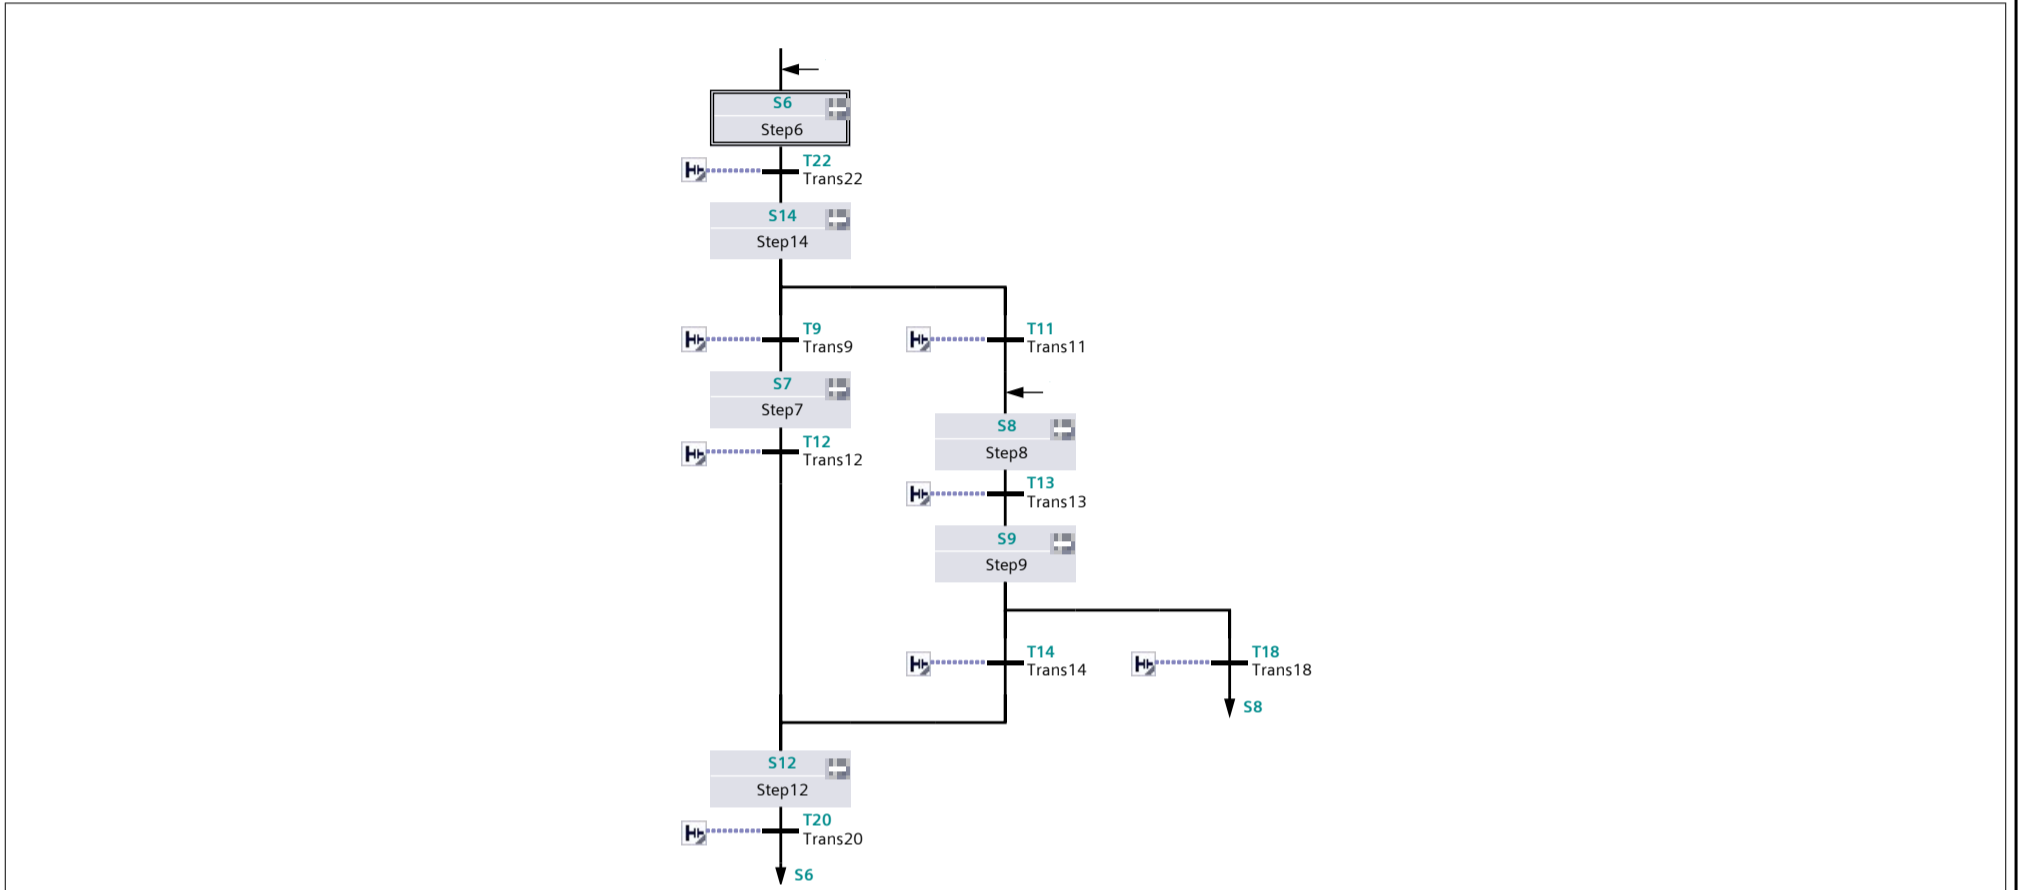 S6
Step6
T22
Trans22
S14
Step14
T9
Trans9
T11
Trans11
S7
Step7
T12
Trans12
S8
Step8
T13
Trans13
S9
Step9
T14
Trans14
T18
Trans18
S8
S12
Step12
T20
Trans20
S6